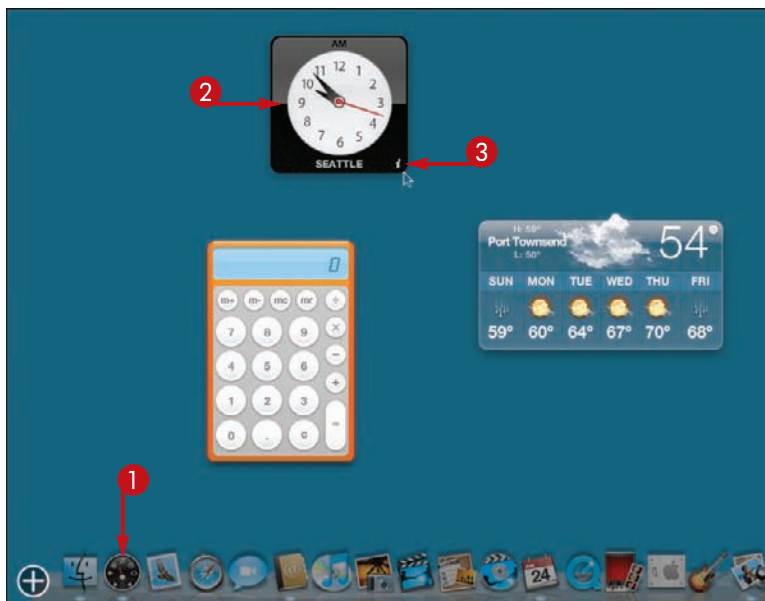 AM
11 12 1
10 2
9 3
8 4
7 6 5
SEATTLE i
1
2
3
H: 59°
Port Townsend
L: 50°
54°
SUN MON TUE WED THU FRI
59° 60° 64° 67° 70° 68°
0
m+ m- mc mr ÷
7 8 9 ×
4 5 6 −
+
1 2 3
0 . c =
24